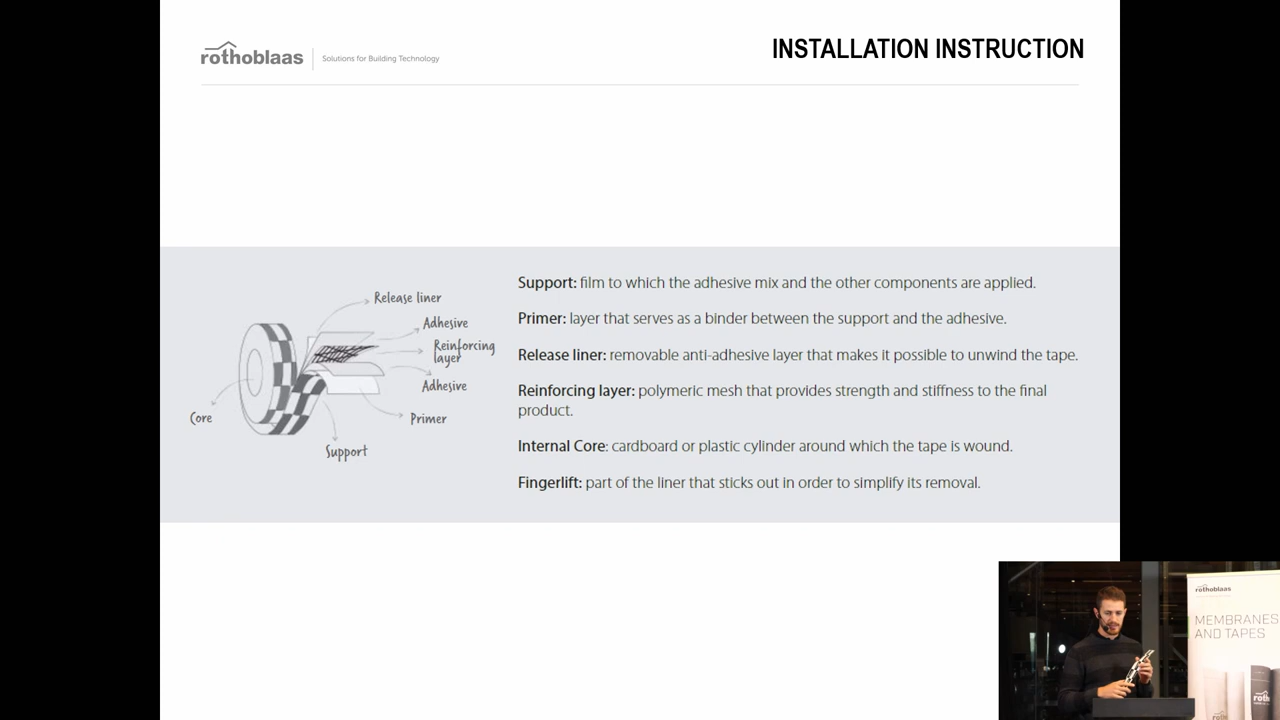 rothoblaas
Solutions for Building Technology
INSTALLATION INSTRUCTION
Release liner
Adhesive
Reinforcing
layer
Adhesive
Core
Primer
Support
Support: film to which the adhesive mix and the other components are applied.
Primer: layer that serves as a binder between the support and the adhesive.
Release liner: removable anti-adhesive layer that makes it possible to unwind the tape.
Reinforcing layer: polymeric mesh that provides strength and stiffness to the final
product.
Internal Core: cardboard or plastic cylinder around which the tape is wound.
Fingerlift: part of the liner that sticks out in order to simplify its removal.
rothoblaas
MEMBRANES
AND TAPES